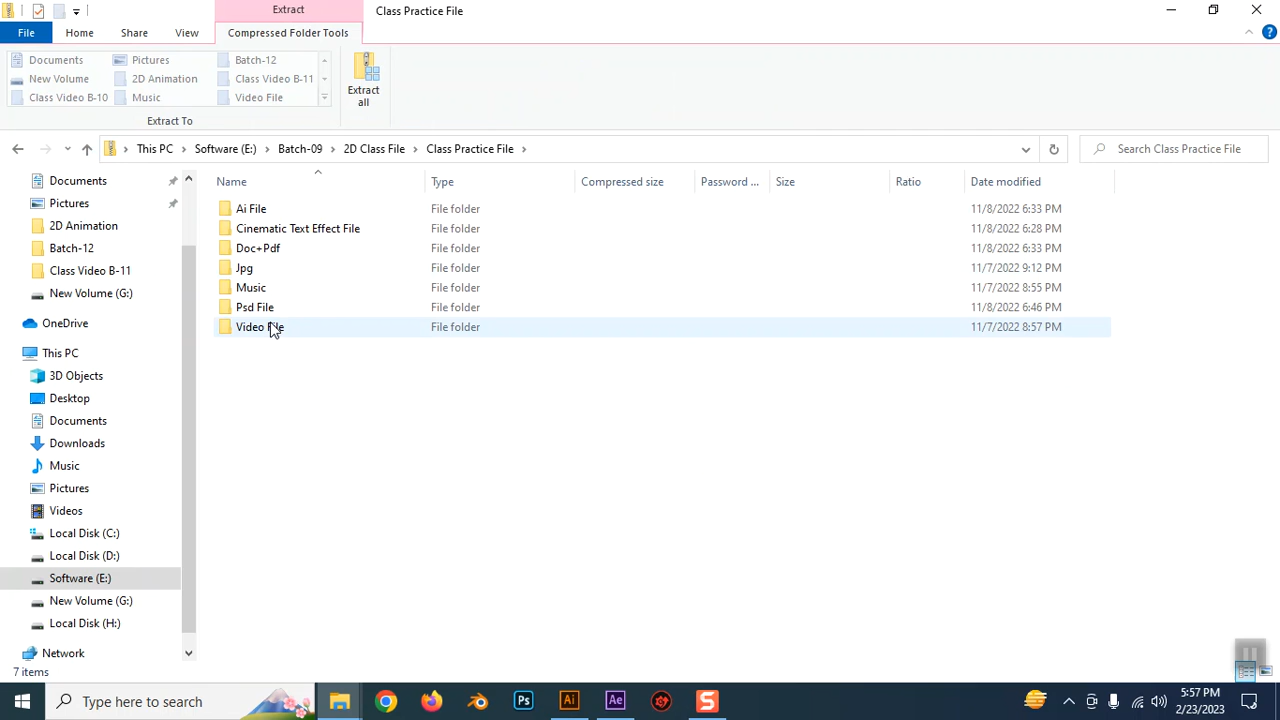 Extract
Class Practice File
File
Home
Share
View
Compressed Folder Tools
Documents
Pictures
Batch-12
New Volume
2D Animation
Class Video B-11
Class Video B-10
Music
Video File
Extract To
Extract
all
This PC
Software (E:)
Batch-09
2D Class File
Class Practice File
Search Class Practice File
Name
Type
Compressed size
Password ...
Size
Ratio
Date modified
Ai File
File folder
11/8/2022 6:33 PM
Cinematic Text Effect File
File folder
11/8/2022 6:28 PM
Doc+Pdf
File folder
11/8/2022 6:33 PM
Jpg
File folder
11/7/2022 9:12 PM
Music
File folder
11/7/2022 8:55 PM
Psd File
File folder
11/8/2022 6:46 PM
Video File
File folder
11/7/2022 8:57 PM
Documents
Pictures
2D Animation
Batch-12
Class Video B-11
New Volume (G:)
OneDrive
This PC
3D Objects
Desktop
Documents
Downloads
Music
Pictures
Videos
Local Disk (C:)
Local Disk (D:)
Software (E:)
New Volume (G:)
Local Disk (H:)
Network
7 items
Type here to search
Ps
Ai
Ae
S
5:57 PM
2/23/2023